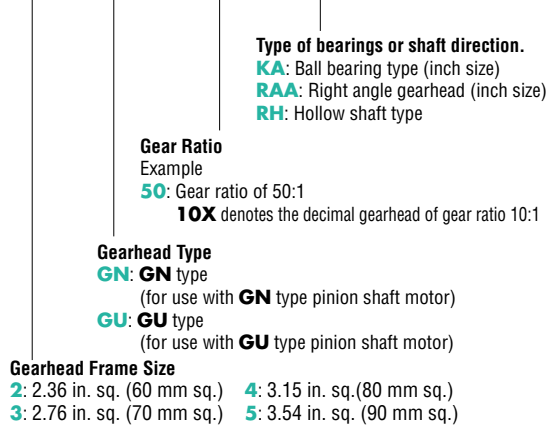 Type of bearings or shaft direction.
KA: Ball bearing type (inch size)
RAA: Right angle gearhead (inch size)
RH: Hollow shaft type
Gear Ratio
Example
50: Gear ratio of 50:1
10X denotes the decimal gearhead of gear ratio 10:1
Gearhead Type
GN: GN type
(for use with GN type pinion shaft motor)
GU: GU type
(for use with GU type pinion shaft motor)
Gearhead Frame Size
2: 2.36 in. sq. (60 mm sq.) 4: 3.15 in. sq.(80 mm sq.)
3: 2.76 in. sq. (70 mm sq.) 5: 3.54 in. sq. (90 mm sq.)